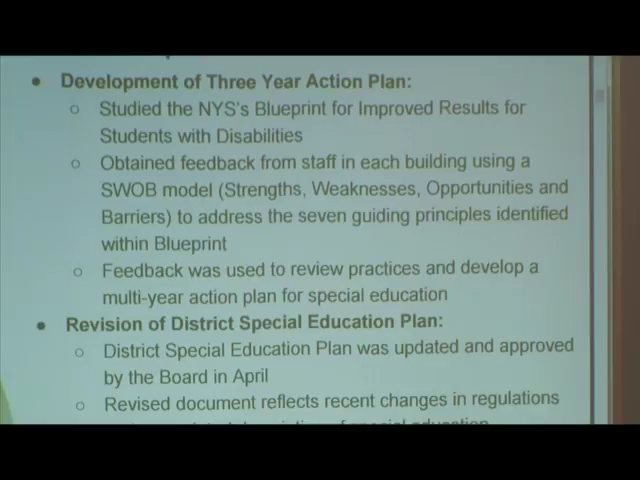 ● Development of Three Year Action Plan:
○ Studied the NYS's Blueprint for Improved Results for
Students with Disabilities
○ Obtained feedback from staff in each building using a
SWOB model (Strengths, Weaknesses, Opportunities and
Barriers) to address the seven guiding principles identified
within Blueprint
○ Feedback was used to review practices and develop a
multi-year action plan for special education
● Revision of District Special Education Plan:
○ District Special Education Plan was updated and approved
by the Board in April
○ Revised document reflects recent changes in regulations
of special education